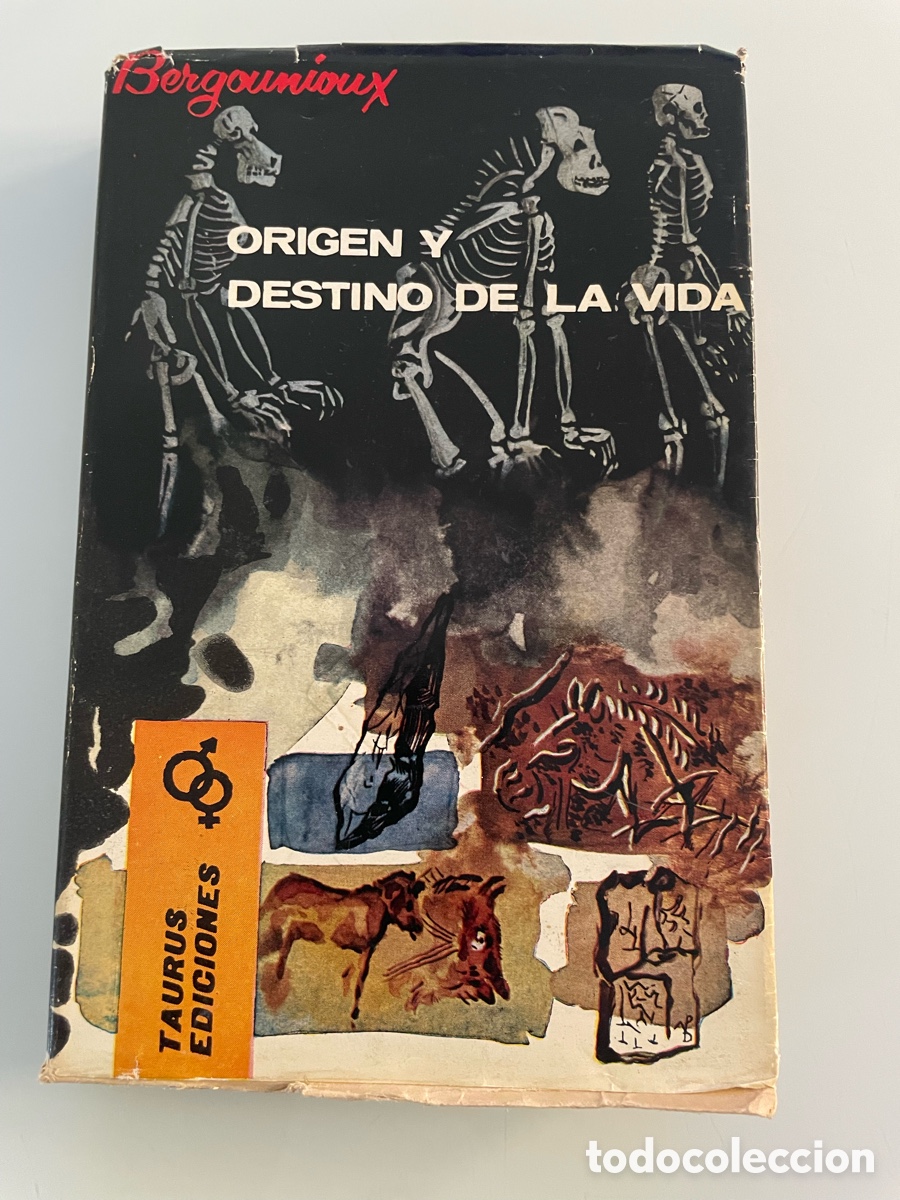 Bergounioux
ORIGEN Y
DESTINO DE LA VIDA
TAURUS
EDICIONES
todocoleccion